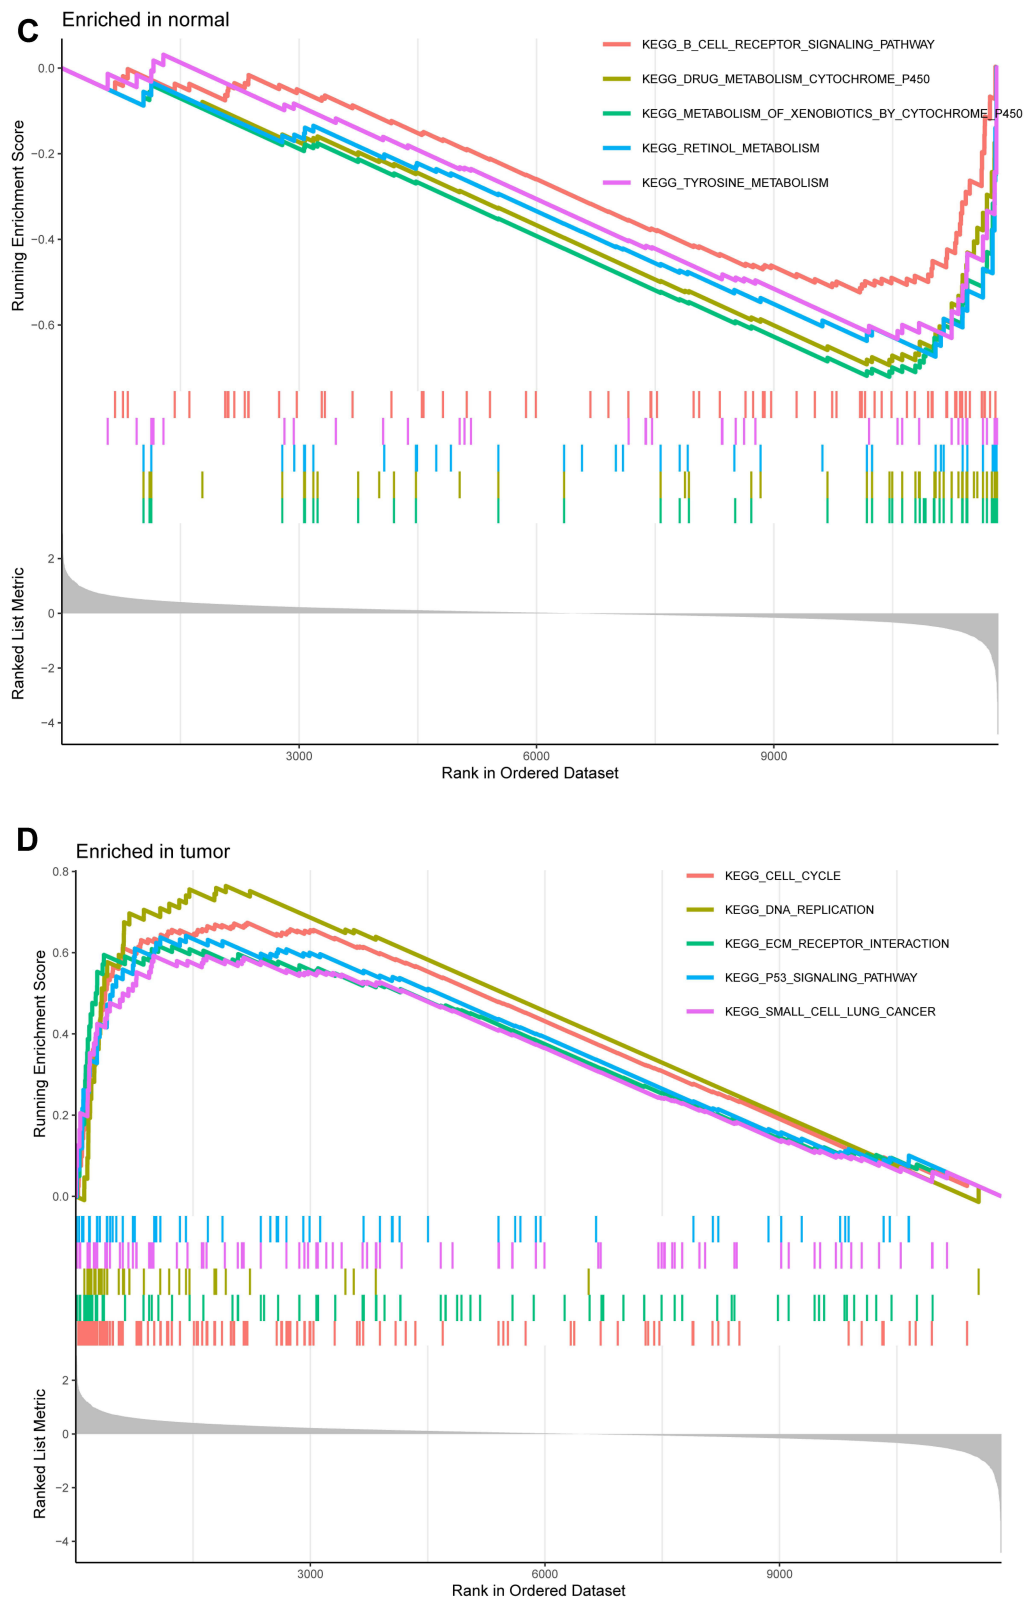 C
Enriched in normal
KEGG_B_CELL_RECEPTOR_SIGNALING_PATHWAY
KEGG_DRUG_METABOLISM_CYTOCHROME_P450
KEGG_METABOLISM_OF_XENOBIOTICS_BY_CYTOCHROME_P450
KEGG_RETINOL_METABOLISM
KEGG_TYROSINE_METABOLISM
Running Enrichment Score
0.0
−0.2
−0.4
−0.6
Ranked List Metric
2
0
−2
−4
3000 6000 9000
Rank in Ordered Dataset
D
Enriched in tumor
KEGG_CELL_CYCLE
KEGG_DNA_REPLICATION
KEGG_ECM_RECEPTOR_INTERACTION
KEGG_P53_SIGNALING_PATHWAY
KEGG_SMALL_CELL_LUNG_CANCER
Running Enrichment Score
0.8
0.6
0.4
0.2
0.0
Ranked List Metric
2
0
−2
−4
3000 6000 9000
Rank in Ordered Dataset